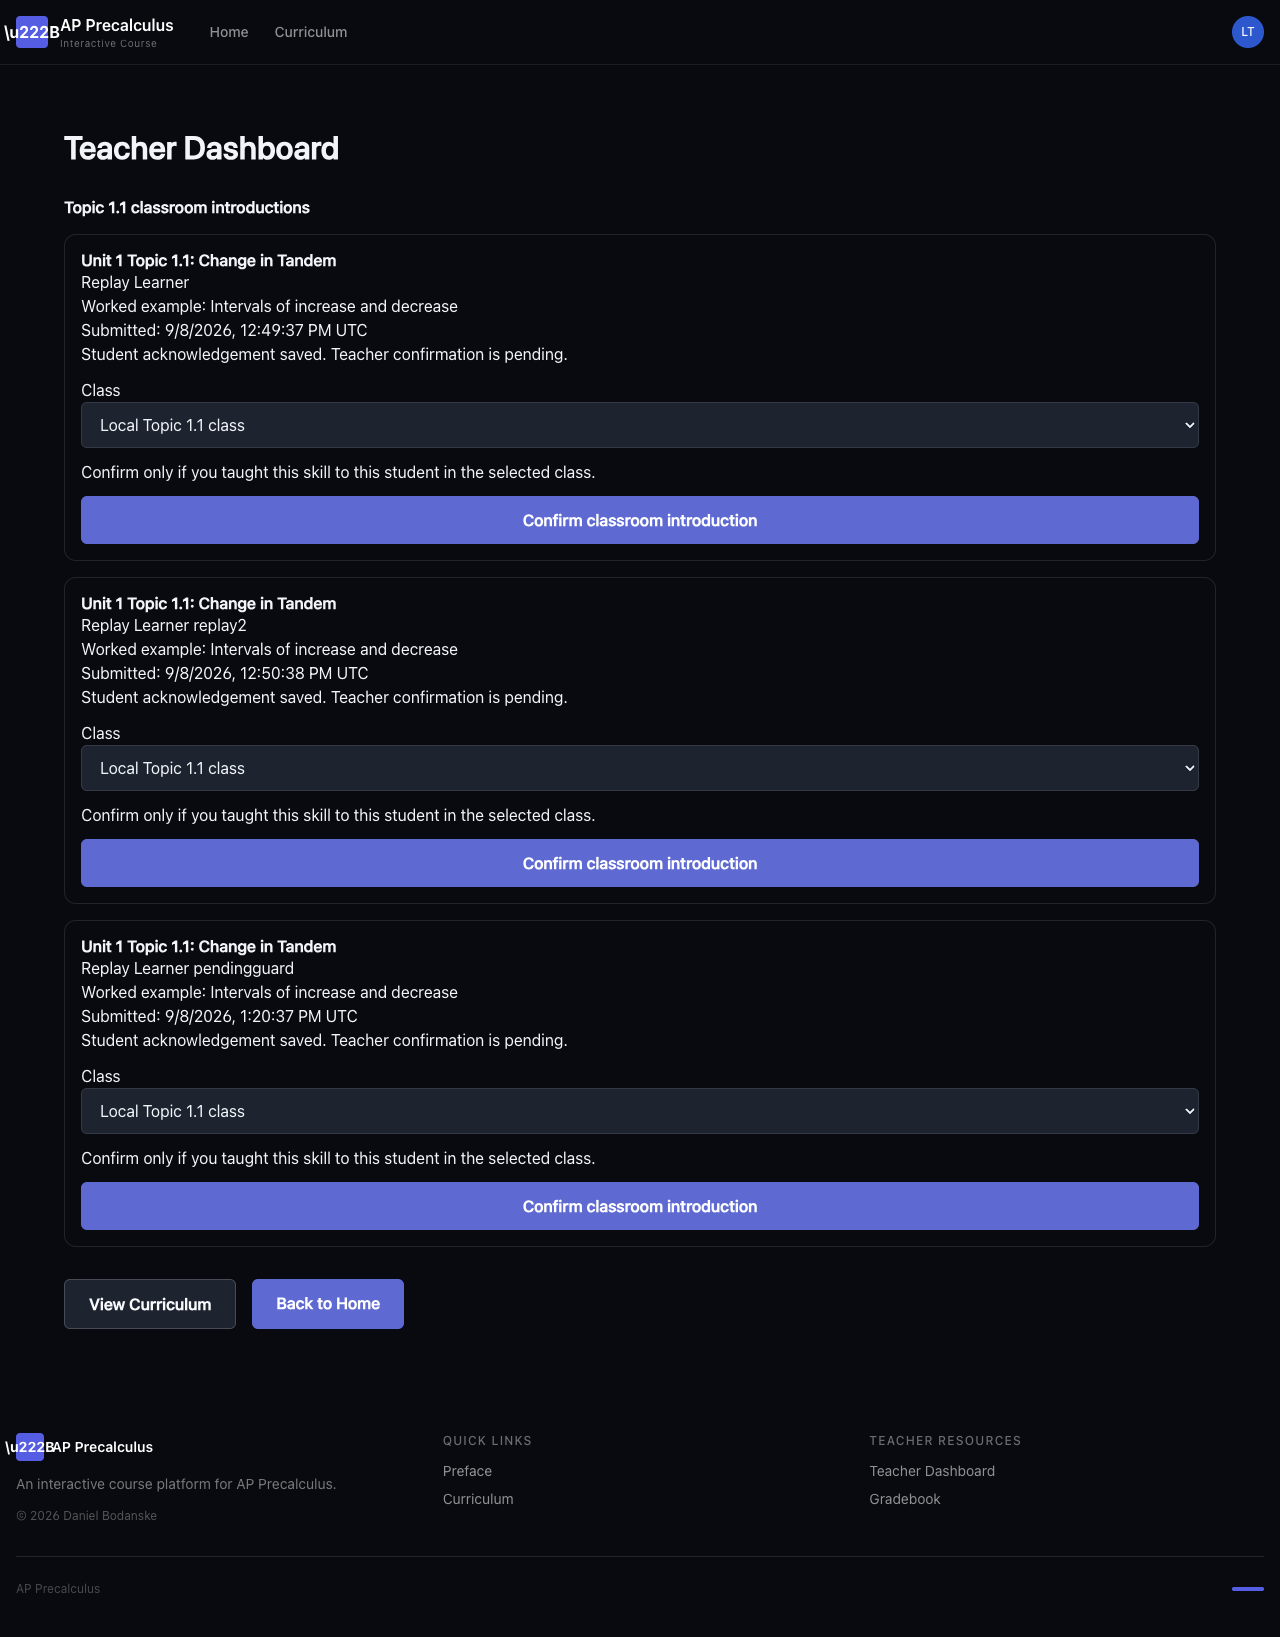 \u222B AP Precalculus
Interactive Course
Home
Curriculum
LT
Teacher Dashboard
Topic 1.1 classroom introductions
Unit 1 Topic 1.1: Change in Tandem
Replay Learner
Worked example: Intervals of increase and decrease
Submitted: 9/8/2026, 12:49:37 PM UTC
Student acknowledgement saved. Teacher confirmation is pending.
Class
Local Topic 1.1 class
Confirm only if you taught this skill to this student in the selected class.
Confirm classroom introduction
Unit 1 Topic 1.1: Change in Tandem
Replay Learner replay2
Worked example: Intervals of increase and decrease
Submitted: 9/8/2026, 12:50:38 PM UTC
Student acknowledgement saved. Teacher confirmation is pending.
Class
Local Topic 1.1 class
Confirm only if you taught this skill to this student in the selected class.
Confirm classroom introduction
Unit 1 Topic 1.1: Change in Tandem
Replay Learner pendingguard
Worked example: Intervals of increase and decrease
Submitted: 9/8/2026, 1:20:37 PM UTC
Student acknowledgement saved. Teacher confirmation is pending.
Class
Local Topic 1.1 class
Confirm only if you taught this skill to this student in the selected class.
Confirm classroom introduction
View Curriculum
Back to Home
\u222B AP Precalculus
An interactive course platform for AP Precalculus.
© 2026 Daniel Bodanske
QUICK LINKS
Preface
Curriculum
TEACHER RESOURCES
Teacher Dashboard
Gradebook
AP Precalculus